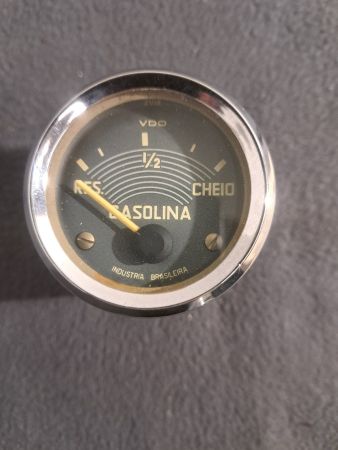 VDO
1/2
RES. CHEIO
GASOLINA
INDUSTRIA BRASILEIRA